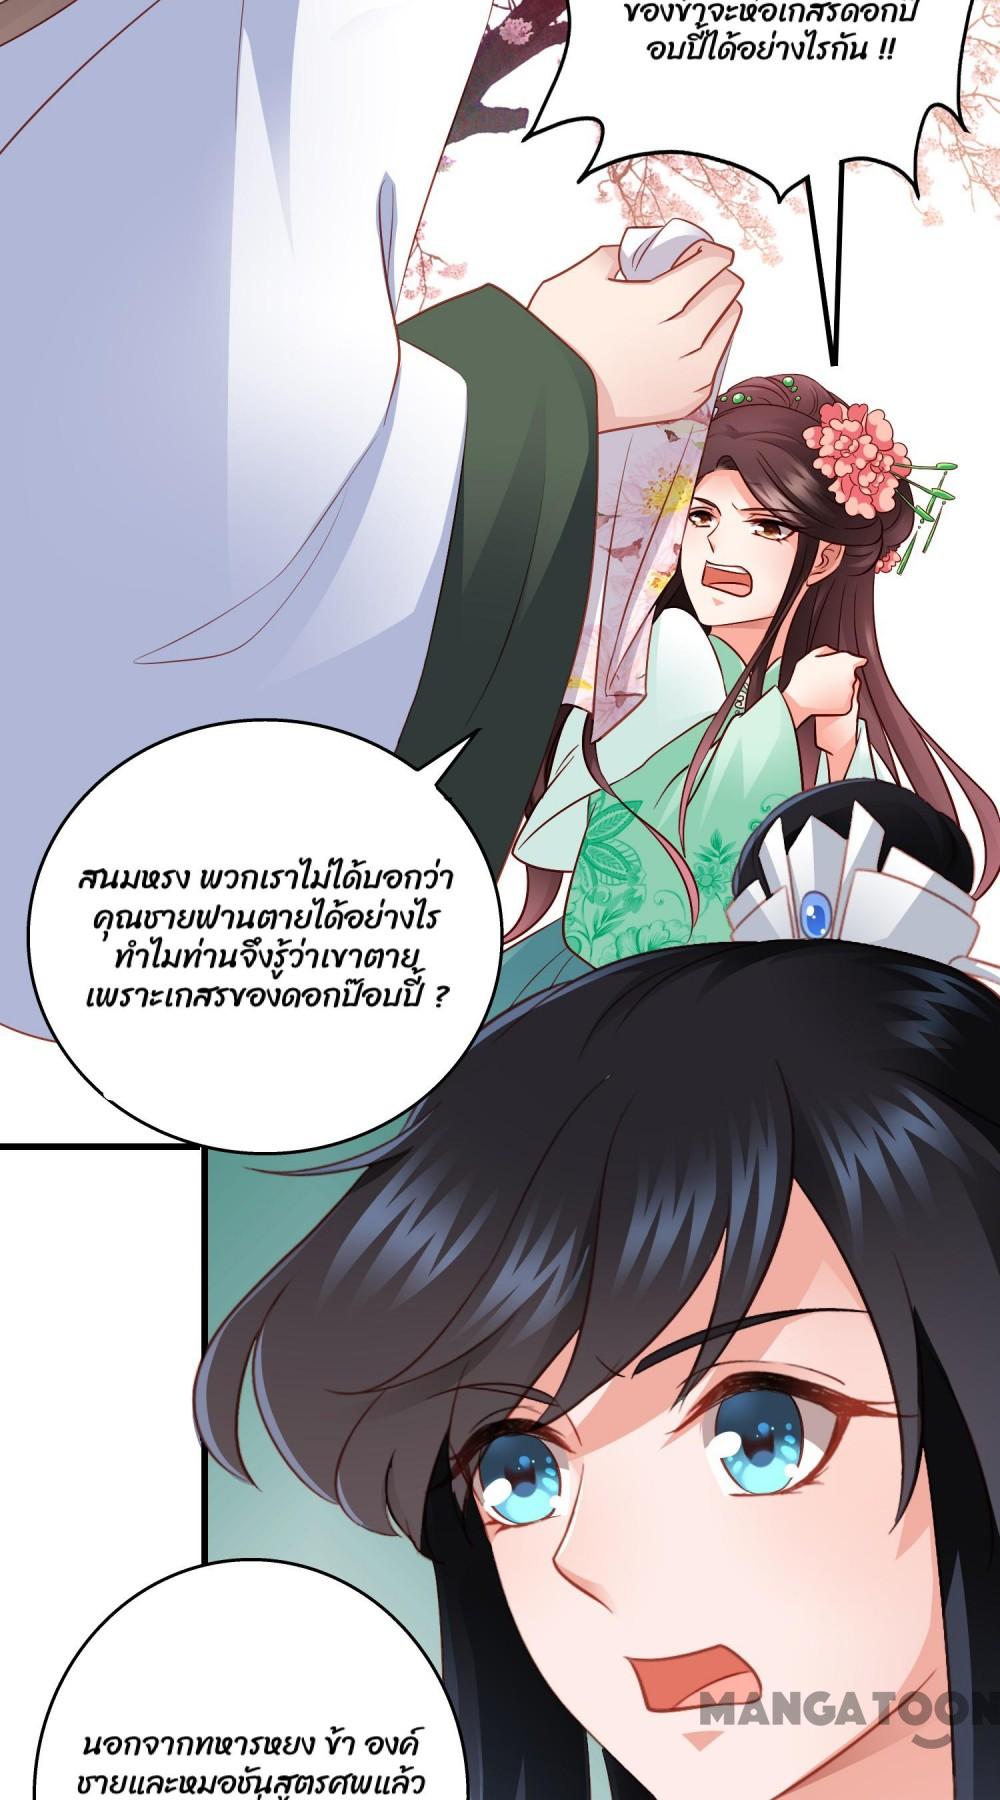 ของข้าจะห่อเกสรดอกป๊
อบปี้ได้อย่างไรกัน !!
สนมหรง พวกเราไม่ได้บอกว่า
คุณชายฟานตายได้อย่างไร
ทำไมท่านจึงรู้ว่าเขาตาย
เพราะเกสรของดอกป๊อบปี้ ?
MANGATOON
นอกจากทหารหยง ข้า องค์
ชายและหมอชันสูตรศพแล้ว